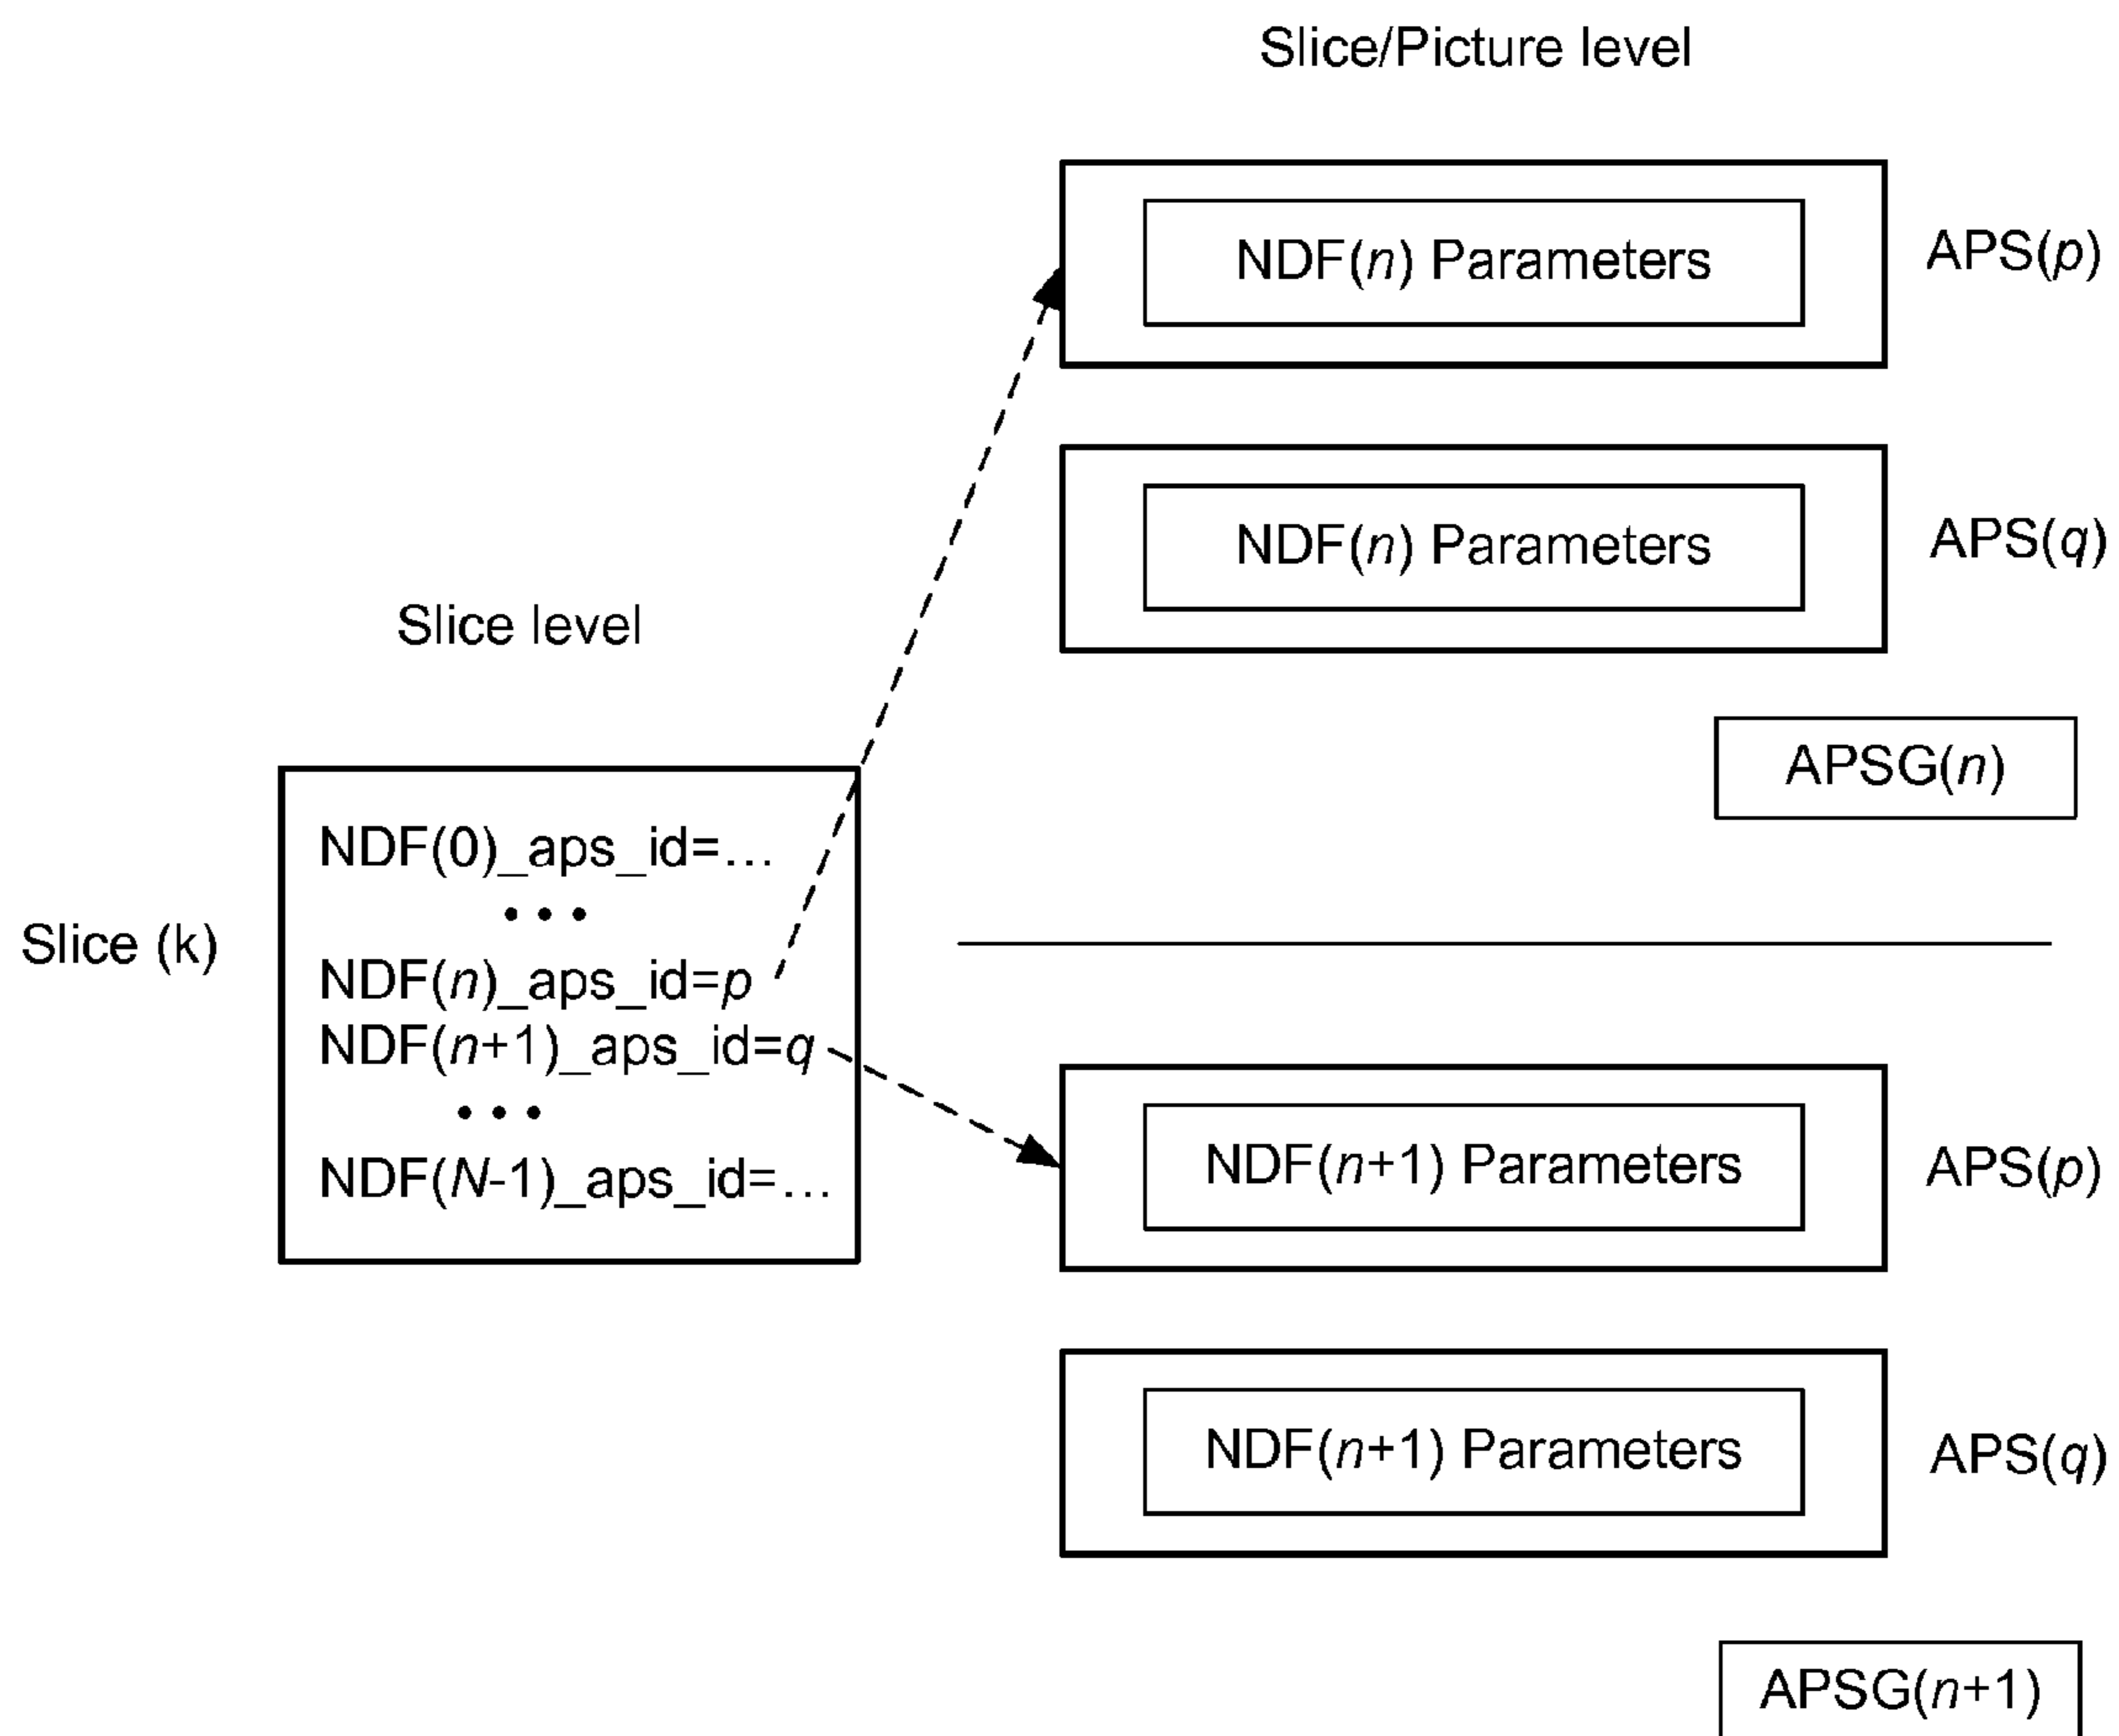 Slice/Picture level
NDF(n) Parameters
APS(p)
NDF(n) Parameters
APS(q)
APSG(n)
Slice level
Slice (k)
NDF(0)_aps_id=...
• • •
NDF(n)_aps_id=p
NDF(n+1)_aps_id=q
• • •
NDF(N-1)_aps_id=...
NDF(n+1) Parameters
APS(p)
NDF(n+1) Parameters
APS(q)
APSG(n+1)